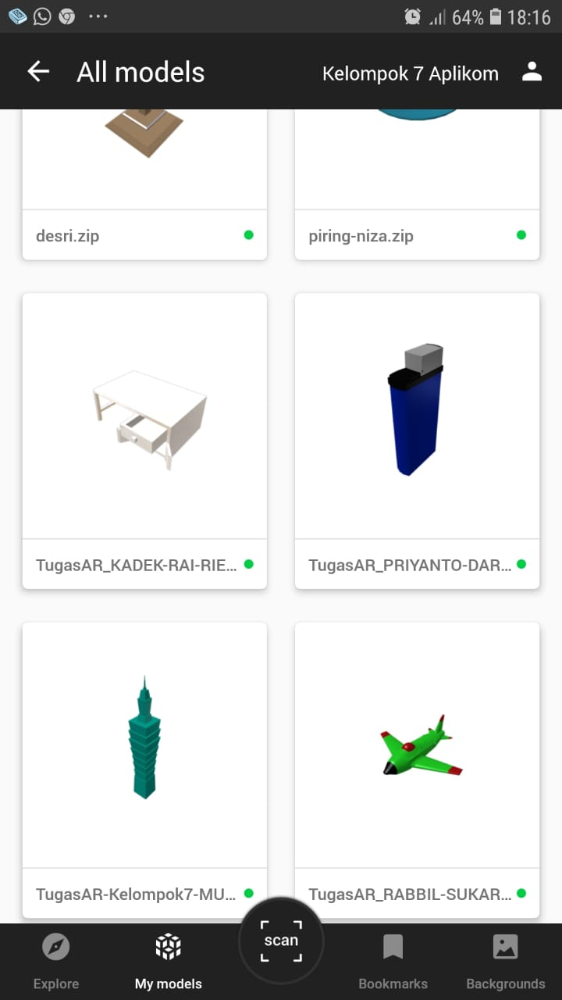 64% 18:16
All models
Kelompok 7 Aplikom
desri.zip
piring-niza.zip
TugasAR_KADEK-RAI-RIE...
TugasAR_PRIYANTO-DAR...
TugasAR-Kelompok7-MU...
TugasAR_RABBIL-SUKAR...
scan
Explore
My models
Bookmarks
Backgrounds